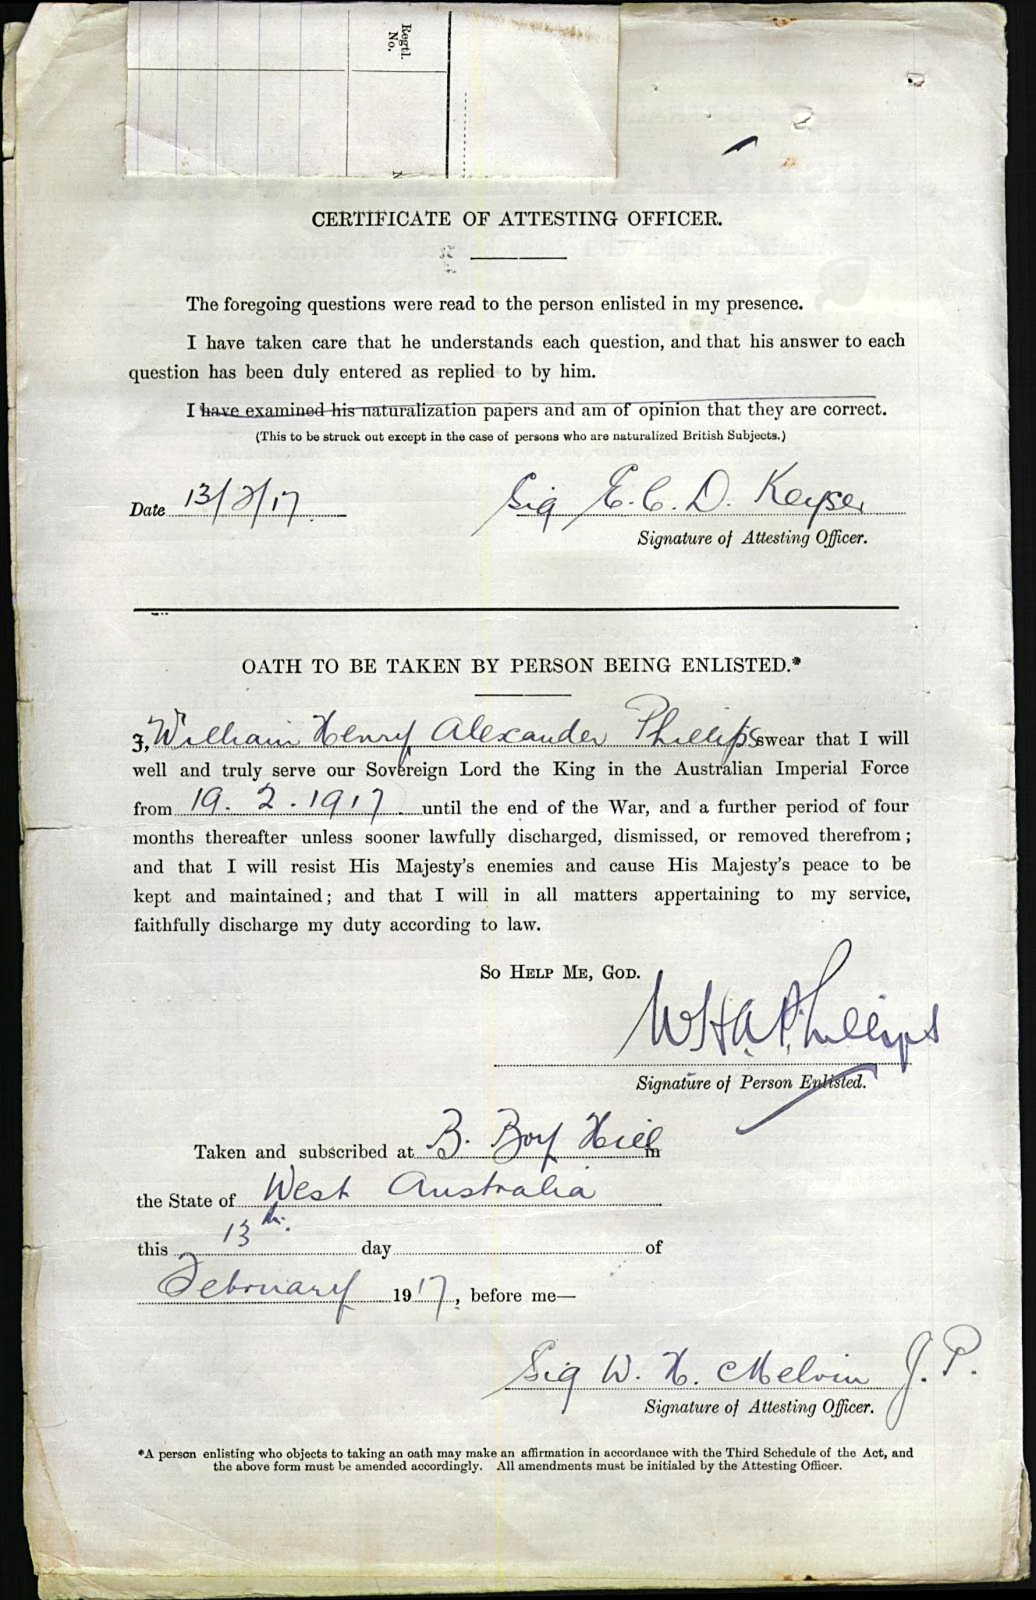 Regtl.
No.
N
CERTIFICATE OF ATTESTING OFFICER.
The foregoing questions were read to the person enlisted in my presence.
I have taken care that he understands each question, and that his answer to each
question has been duly entered as replied to by him.
I have examined his naturalization papers and am of opinion that they are correct.
(This to be struck out except in the case of persons who are naturalized British Subjects.)
Date 13/2/17 Sig E. C. D. Keyser
Signature of Attesting Officer.
OATH TO BE TAKEN BY PERSON BEING ENLISTED.*
I, William Henry Alexander Phillips swear that I will
well and truly serve our Sovereign Lord the King in the Australian Imperial Force
from 19. 2. 1917 until the end of the War, and a further period of four
months thereafter unless sooner lawfully discharged, dismissed, or removed therefrom;
and that I will resist His Majesty's enemies and cause His Majesty's peace to be
kept and maintained; and that I will in all matters appertaining to my service,
faithfully discharge my duty according to law.
So Help Me, God.
W H A Phillips
Signature of Person Enlisted.
Taken and subscribed at B. Boy Hill in
the State of West Australia
this 13th. day of
February 1917, before me—
Sig W. H. Melvin J. P.
Signature of Attesting Officer.
*A person enlisting who objects to taking an oath may make an affirmation in accordance with the Third Schedule of the Act, and
the above form must be amended accordingly. All amendments must be initialed by the Attesting Officer.